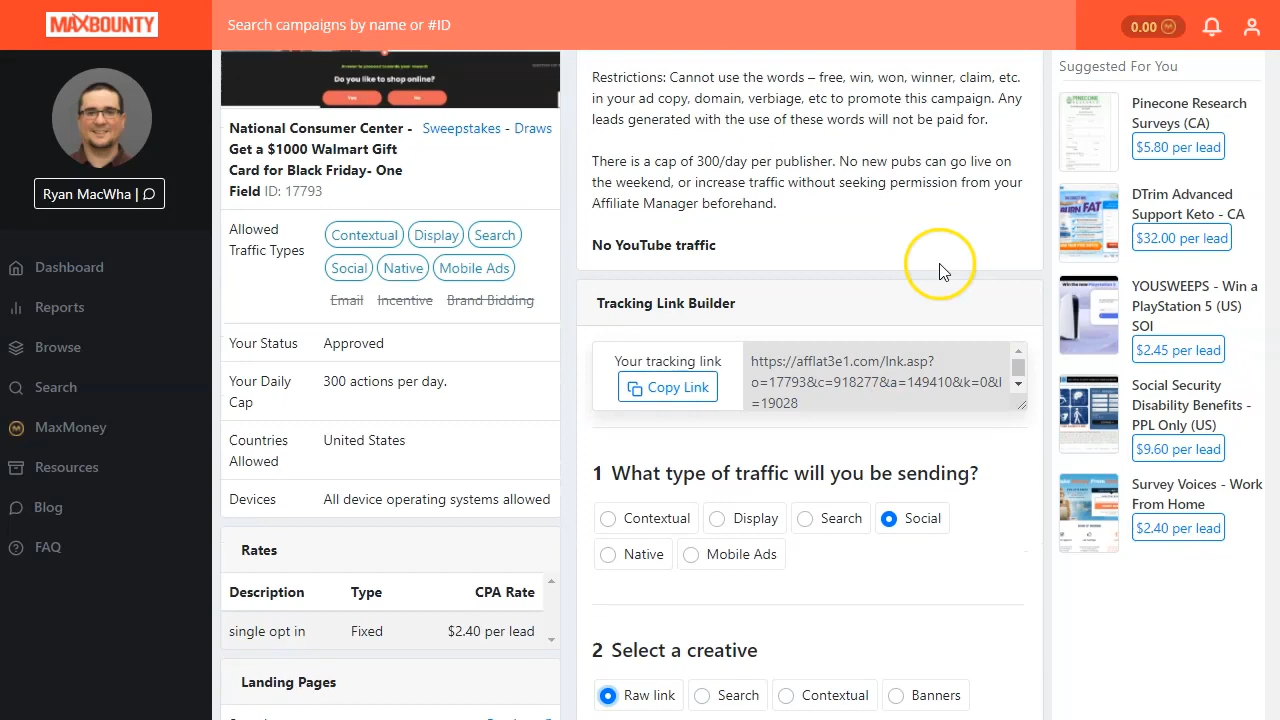 MAXBOUNTY
Search campaigns by name or #ID
0.00
Ryan MacWha |
Dashboard
Reports
Browse
Search
MaxMoney
Resources
Blog
FAQ
Do you like to shop online?
Yes
No
National Consumer Center -
Get a $1000 Walmart Gift
Card for Black Friday- One
Field ID: 17793
Sweepstakes - Draws
Allowed
Traffic Types
Contextual
Display
Search
Social
Native
Mobile Ads
Email
Incentive
Brand Bidding
Your Status
Approved
Your Daily
Cap
300 actions per day.
Countries
Allowed
United States
Devices
All devices/operating systems allowed
Rates
Description Type CPA Rate
single opt in Fixed $2.40 per lead
Landing Pages
Restrictions: Cannot use the words – free, win, won, winner, claim, etc.
in your ad copy, domain, verbiage, etc to promote this campaign. Any
leads generated with the use of these words will not be paid for.
There is a cap of 300/day per publisher. No new pubs can go live on
the weekend, or increase traffic without seeking permission from your
Affiliate Manager beforehand.
No YouTube traffic
Tracking Link Builder
Your tracking link
Copy Link
https://afflat3e1.com/lnk.asp?
=19028
1 What type of traffic will you be sending?
Contextual
Display
Search
Social
Native
Mobile Ads
2 Select a creative
Raw link
Search
Contextual
Banners
Suggested For You
Pinecone Research
Surveys (CA)
$5.80 per lead
DTrim Advanced
Support Keto - CA
$32.00 per lead
YOUSWEEPS - Win a
PlayStation 5 (US)
SOI
$2.45 per lead
Social Security
Disability Benefits -
PPL Only (US)
$9.60 per lead
Survey Voices - Work
From Home
$2.40 per lead